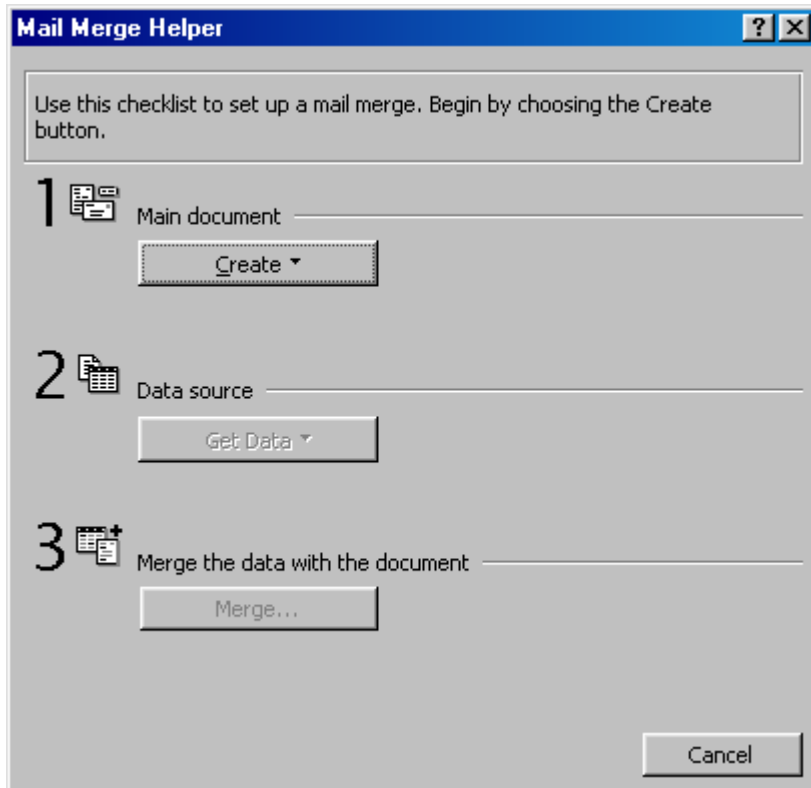 Mail Merge Helper
Use this checklist to set up a mail merge. Begin by choosing the Create
button.
1
Main document
Create
2
Data source
Get Data
3
Merge the data with the document
Merge...
Cancel